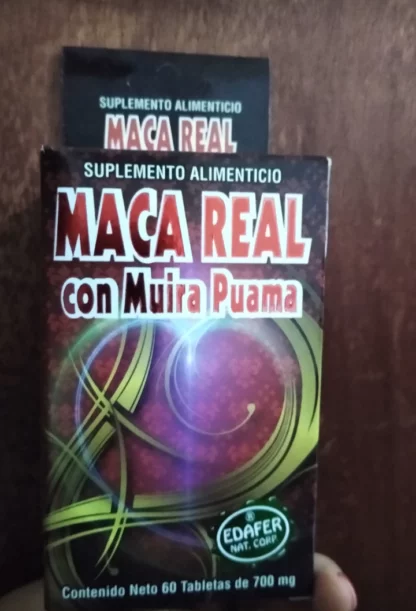 SUPLEMENTO ALIMENTICIO
MACA REAL
SUPLEMENTO ALIMENTICIO
MACA REAL
con Muira Puama
®
EDAFER
NAT. CORP.
Contenido Neto 60 Tabletas de 700 mg